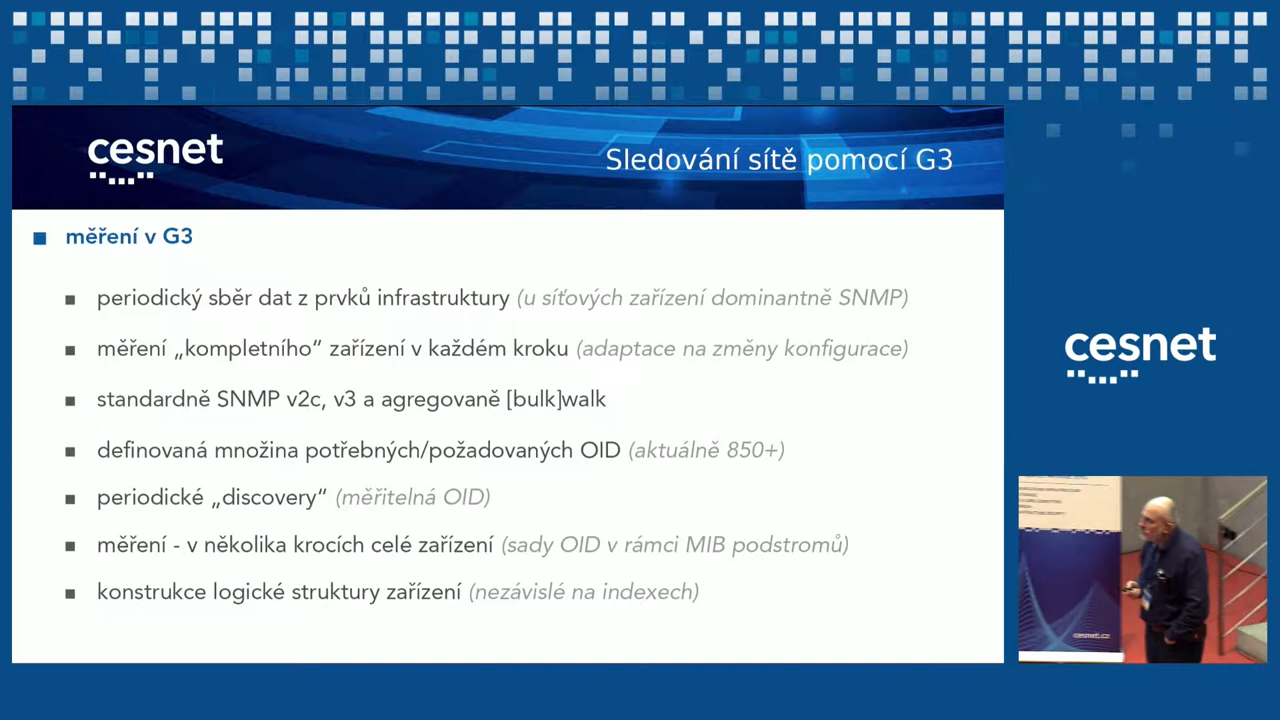 cesnet
Sledování sítě pomocí G3
měření v G3
periodický sběr dat z prvků infrastruktury (u síťových zařízení dominantně SNMP)
měření „kompletního“ zařízení v každém kroku (adaptace na změny konfigurace)
standardně SNMP v2c, v3 a agregovaně [bulk]walk
definovaná množina potřebných/požadovaných OID (aktuálně 850+)
periodické „discovery“ (měřitelná OID)
měření - v několika krocích celé zařízení (sady OID v rámci MIB podstromů)
konstrukce logické struktury zařízení (nezávislé na indexech)
cesnet
cesnet.cz